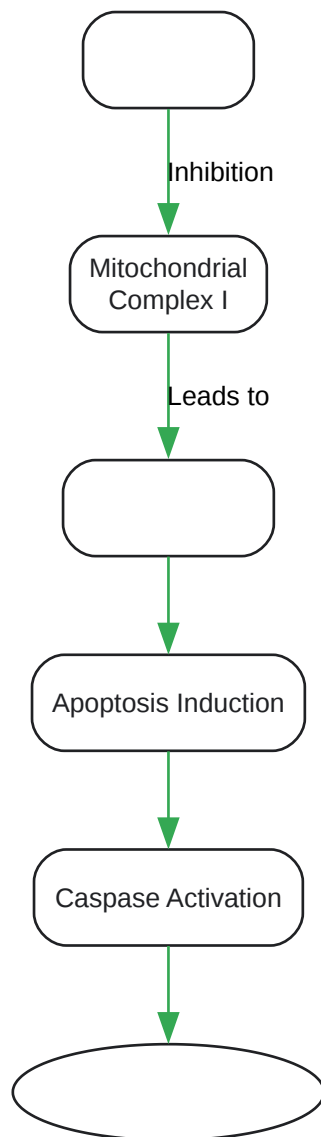 Inhibition
Mitochondrial
Complex I
Leads to
Apoptosis Induction
Caspase Activation